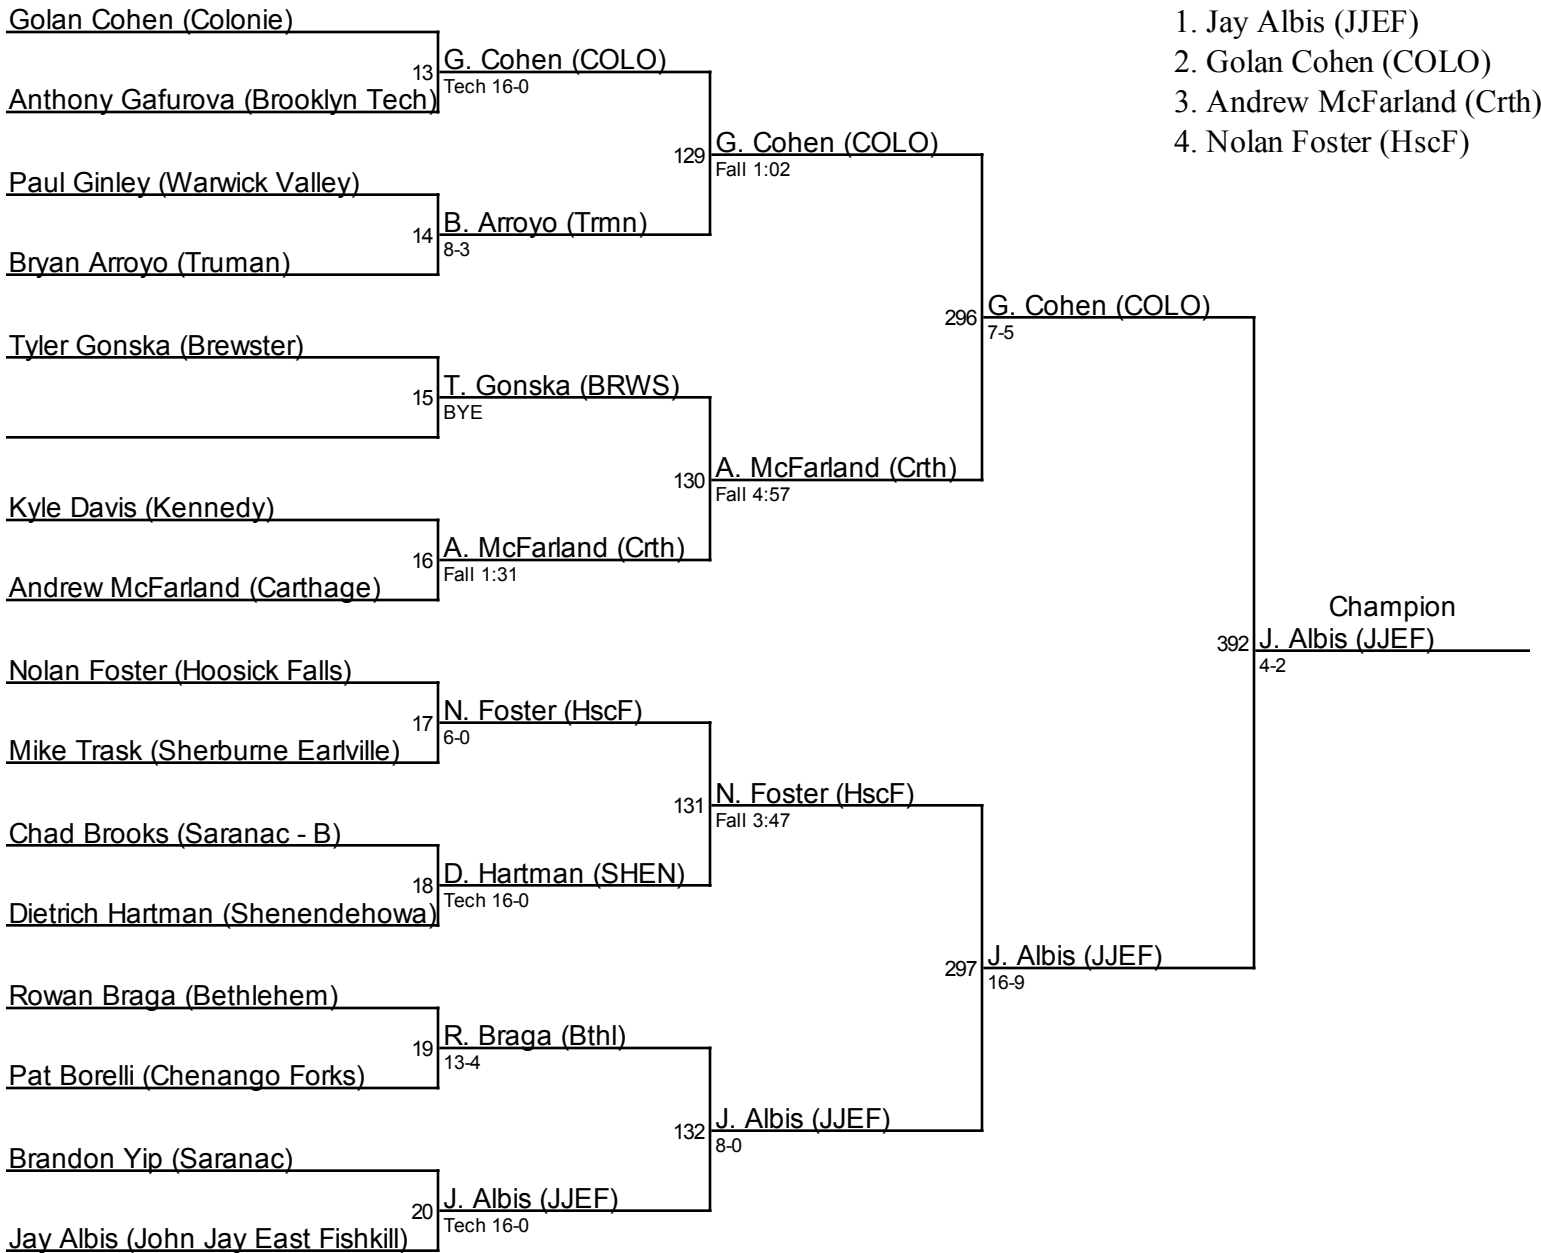 Golan Cohen (Colonie)
1. Jay Albis (JJEF)
2. Golan Cohen (COLO)
3. Andrew McFarland (Crth)
4. Nolan Foster (HscF)
13 G. Cohen (COLO)
Tech 16-0
Anthony Gafurova (Brooklyn Tech)
129 G. Cohen (COLO)
Fall 1:02
Paul Ginley (Warwick Valley)
14 B. Arroyo (Trmn)
8-3
Bryan Arroyo (Truman)
296 G. Cohen (COLO)
7-5
Tyler Gonska (Brewster)
15 T. Gonska (BRWS)
BYE
130 A. McFarland (Crth)
Fall 4:57
Kyle Davis (Kennedy)
16 A. McFarland (Crth)
Fall 1:31
Andrew McFarland (Carthage)
Champion
392 J. Albis (JJEF)
4-2
Nolan Foster (Hoosick Falls)
17 N. Foster (HscF)
6-0
Mike Trask (Sherburne Earlville)
131 N. Foster (HscF)
Fall 3:47
Chad Brooks (Saranac - B)
18 D. Hartman (SHEN)
Tech 16-0
Dietrich Hartman (Shenendehowa)
297 J. Albis (JJEF)
16-9
Rowan Braga (Bethlehem)
19 R. Braga (Bthl)
13-4
Pat Borelli (Chenango Forks)
132 J. Albis (JJEF)
8-0
Brandon Yip (Saranac)
20 J. Albis (JJEF)
Tech 16-0
Jay Albis (John Jay East Fishkill)